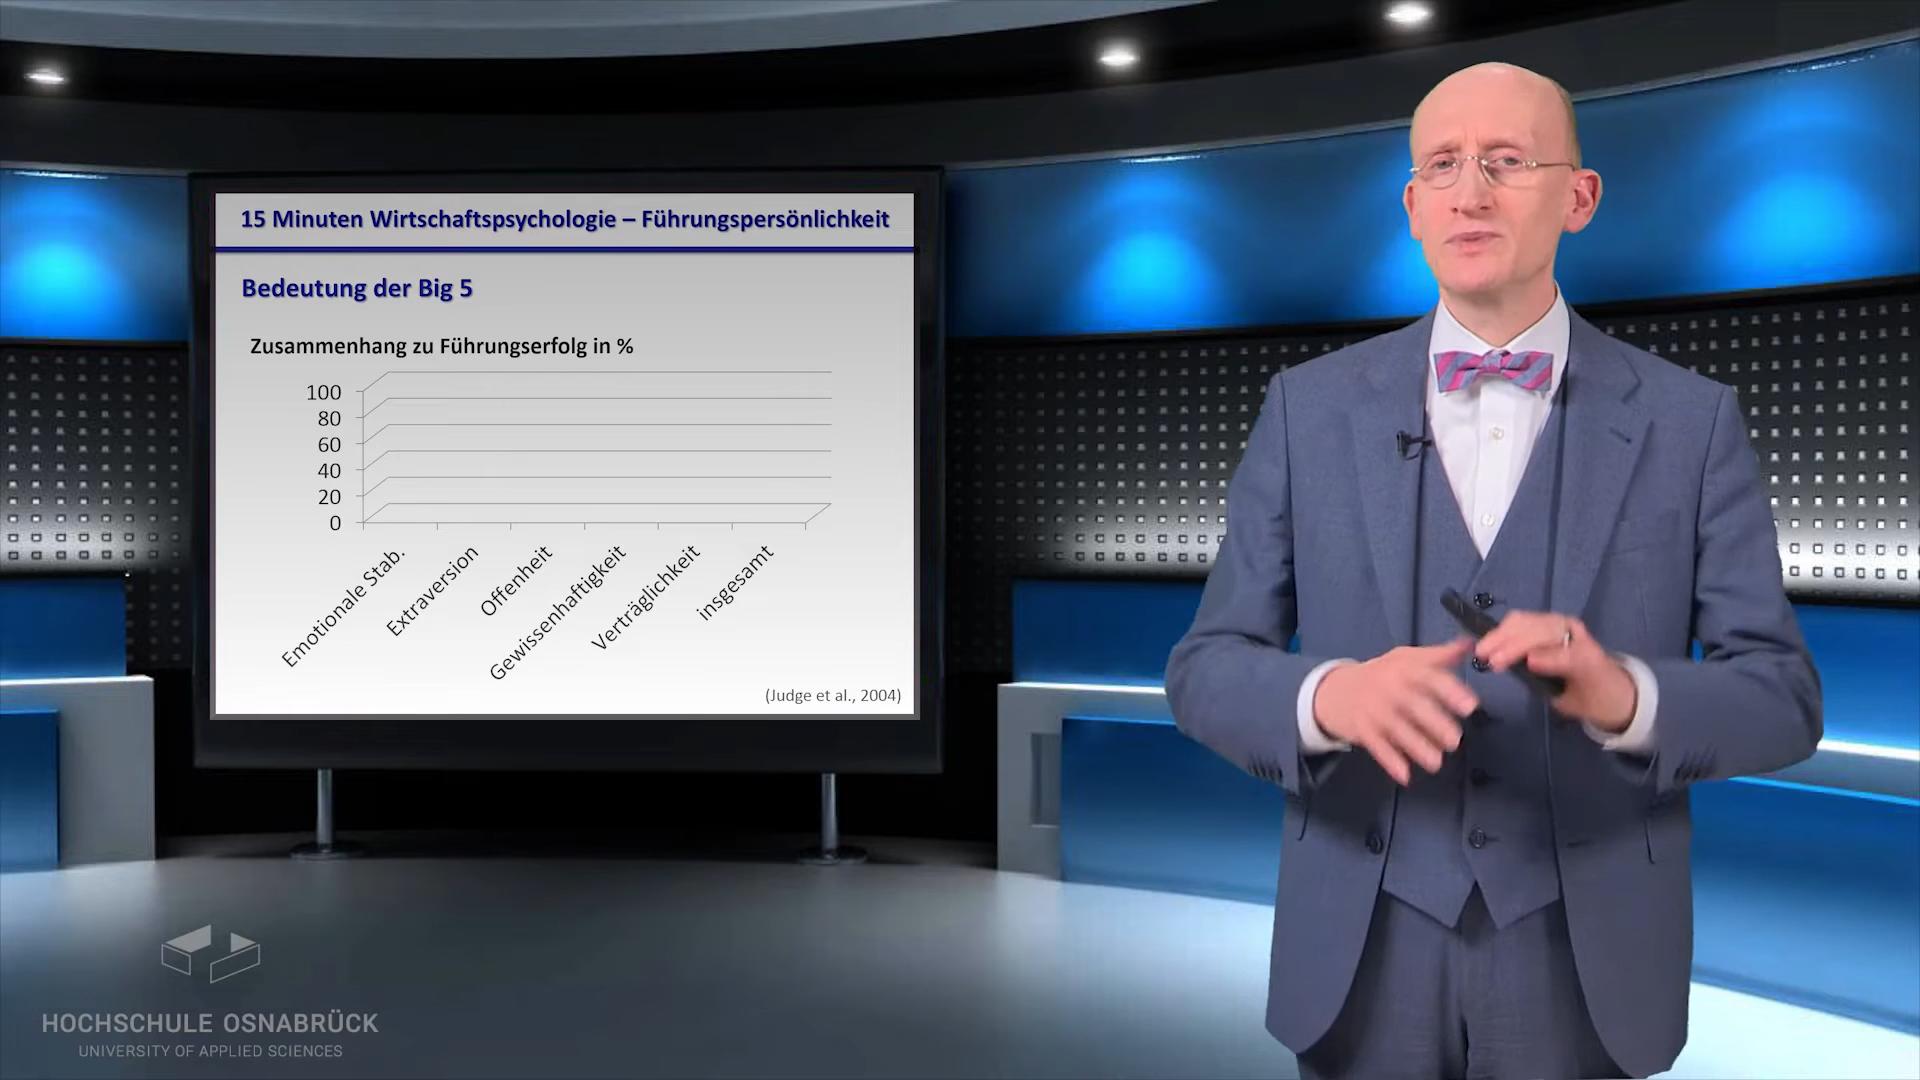 15 Minuten Wirtschaftspsychologie – Führungspersönlichkeit
Bedeutung der Big 5
Zusammenhang zu Führungserfolg in %
100
80
60
40
20
0
Emotionale Stab.
Extraversion
Offenheit
Gewissenhaftigkeit
Verträglichkeit
insgesamt
(Judge et al., 2004)
HOCHSCHULE OSNABRÜCK
UNIVERSITY OF APPLIED SCIENCES